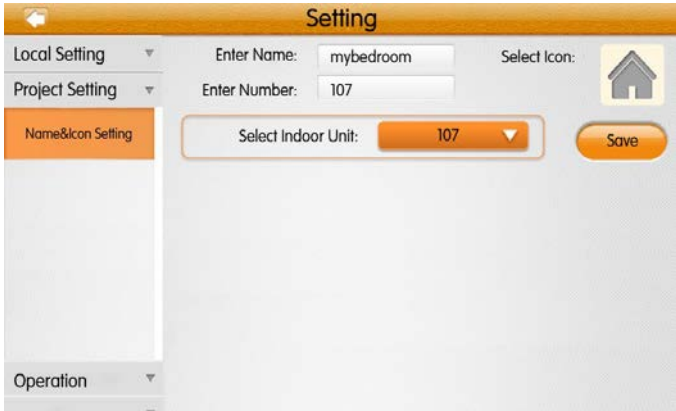 Setting
Local Setting
Project Setting
Name&Icon Setting
Operation
Enter Name: mybedroom Select Icon:
Enter Number: 107
Select Indoor Unit: 107
Save